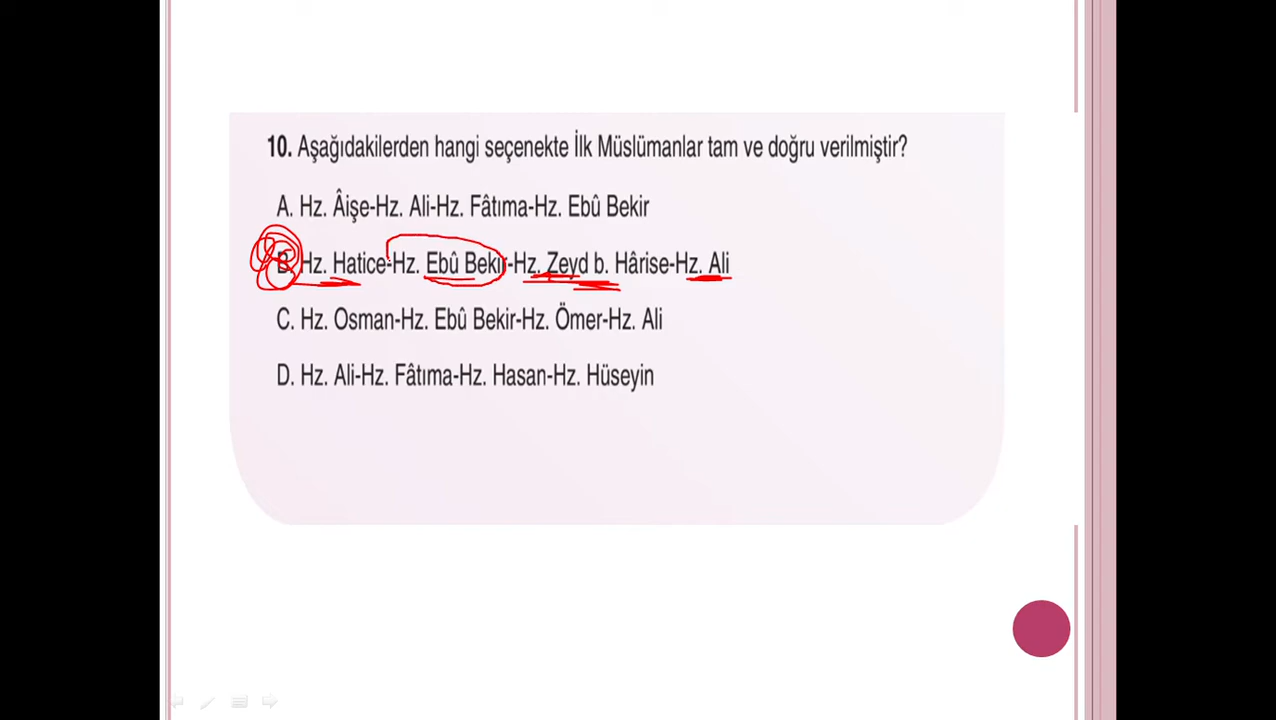 10. Aşağıdakilerden hangi seçenekte İlk Müslümanlar tam ve doğru verilmiştir?
A. Hz. Âişe-Hz. Ali-Hz. Fâtıma-Hz. Ebû Bekir
B. Hz. Hatice-Hz. Ebû Bekir-Hz. Zeyd b. Hârise-Hz. Ali
C. Hz. Osman-Hz. Ebû Bekir-Hz. Ömer-Hz. Ali
D. Hz. Ali-Hz. Fâtıma-Hz. Hasan-Hz. Hüseyin